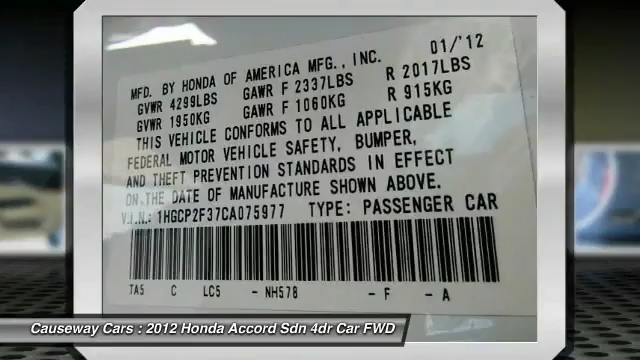 MFD. BY HONDA OF AMERICA MFG., INC. 01/'12
GVWR 4299LBS GAWR F 2337LBS R 2017LBS
GVWR 1950KG GAWR F 1060KG R 915KG
THIS VEHICLE CONFORMS TO ALL APPLICABLE
FEDERAL MOTOR VEHICLE SAFETY, BUMPER,
AND THEFT PREVENTION STANDARDS IN EFFECT
ON THE DATE OF MANUFACTURE SHOWN ABOVE.
V.I.N.: 1HGCP2F37CA075977 TYPE: PASSENGER CAR
TA5 C LC5 - NH578 - F - A
Causeway Cars : 2012 Honda Accord Sdn 4dr Car FWD